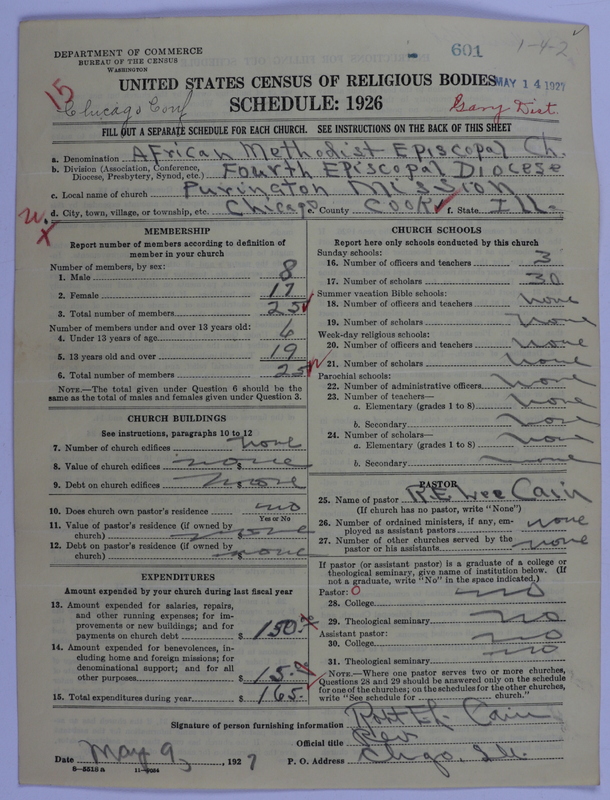 DEPARTMENT OF COMMERCE
BUREAU OF THE CENSUS
WASHINGTON
601
1-4-2
UNITED STATES CENSUS OF RELIGIOUS BODIES
MAY 14 1927
SCHEDULE: 1926
15
Chicago Conf
Gary Dist.
FILL OUT A SEPARATE SCHEDULE FOR EACH CHURCH. SEE INSTRUCTIONS ON THE BACK OF THIS SHEET
a. Denomination African Methodist Episcopal Ch.
b. Division (Association, Conference, Diocese, Presbytery, Synod, etc.) Fourth Episcopal Diocese
c. Local name of church Purington Mission
d. City, town, village, or township, etc. Chicago e. County Cook f. State Ill.
MEMBERSHIP
Report number of members according to definition of
member in your church
Number of members, by sex:
1. Male 8
2. Female 17
3. Total number of members 25
Number of members under and over 13 years old:
4. Under 13 years of age 6
5. 13 years old and over 19
6. Total number of members 25
NOTE.—The total given under Question 6 should be the
same as the total of males and females given under Question 3.
CHURCH BUILDINGS
See instructions, paragraphs 10 to 12
7. Number of church edifices none
8. Value of church edifices $ none
9. Debt on church edifices $ none
10. Does church own pastor's residence? no
Yes or No
11. Value of pastor's residence (if owned by
church) $ none
12. Debt on pastor's residence (if owned by
church) $ none
EXPENDITURES
Amount expended by your church during last fiscal year
13. Amount expended for salaries, repairs,
and other running expenses; for im-
provements or new buildings; and for
payments on church debt $ 150.
14. Amount expended for benevolences, in-
cluding home and foreign missions; for
denominational support; and for all
other purposes $ 15.
15. Total expenditures during year $ 165.
CHURCH SCHOOLS
Report here only schools conducted by this church
Sunday schools:
16. Number of officers and teachers 3
17. Number of scholars 30
Summer vacation Bible schools:
18. Number of officers and teachers none
19. Number of scholars none
Week-day religious schools:
20. Number of officers and teachers none
21. Number of scholars none
Parochial schools:
22. Number of administrative officers none
23. Number of teachers—
a. Elementary (grades 1 to 8) none
b. Secondary none
24. Number of scholars—
a. Elementary (grades 1 to 8) none
b. Secondary none
PASTOR
25. Name of pastor R.E. Lee Cain
(If church has no pastor, write "None")
26. Number of ordained ministers, if any, em-
ployed as assistant pastors none
27. Number of other churches served by the
pastor or his assistants none
If pastor (or assistant pastor) is a graduate of a college or
theological seminary, give name of institution below. (If
not a graduate, write "No" in the space indicated.)
Pastor: 0
28. College no
29. Theological seminary no
Assistant pastor:
30. College no
31. Theological seminary no
NOTE.—Where one pastor serves two or more churches,
Questions 28 and 29 should be answered only on the schedule
for one of the churches; on the schedules for the other churches,
write "See schedule for church."
Signature of person furnishing information Robt E. L. Cain
Official title Rev
Date May 9, 1927 P. O. Address Chgo, Ill.
8-5518 a